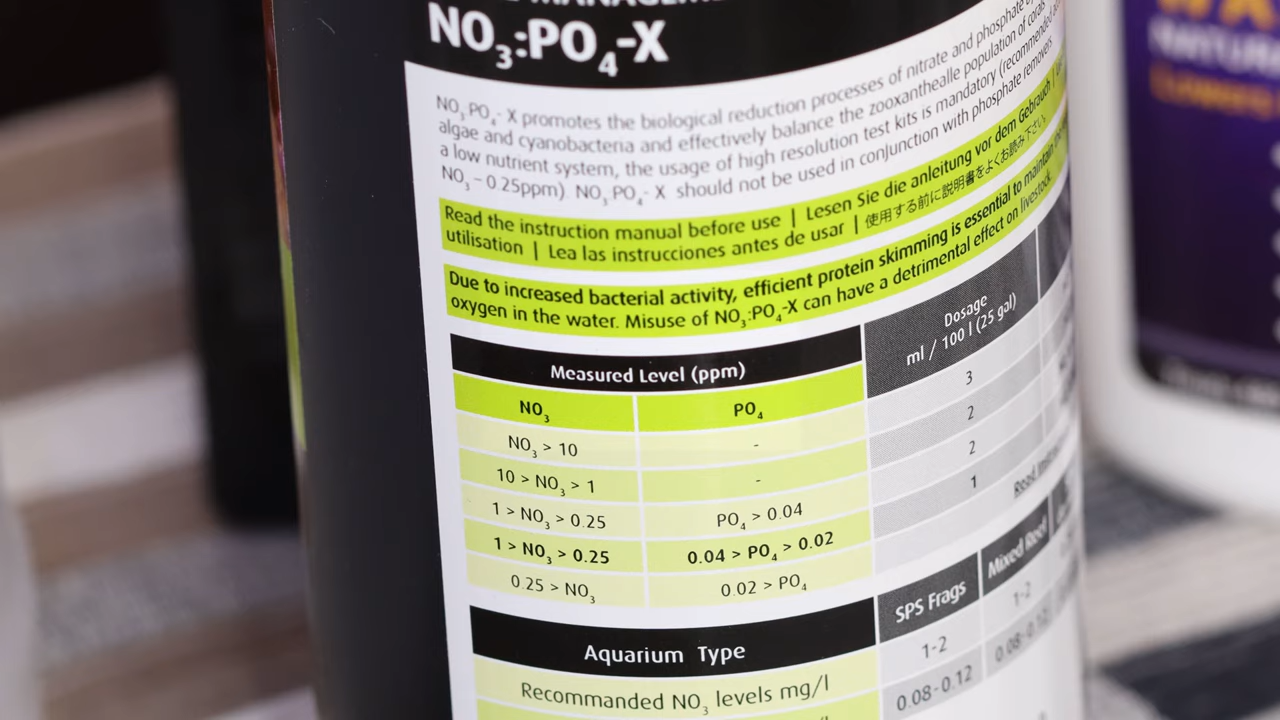 NO₃:PO₄-X
NO₃PO₄- X promotes the biological reduction processes of nitrate and phosphate
algae and cyanobacteria and effectively balance the zooxanthealle population of corals
a low nutrient system, the usage of high resolution test kits is mandatory (recommended
NO₃ – 0.25ppm) NO₃PO₄- X should not be used in conjunction with phosphate removers
Read the instruction manual before use | Lesen Sie die anleitung vor dem Gebrauch |
utilisation | Lea las instrucciones antes de usar | 使用する前に説明書をよくお読み下さい。
Due to increased bacterial activity, efficient protein skimming is essential to maintain
oxygen in the water. Misuse of NO₃:PO₄-X can have a detrimental effect on livestock.
Measured Level (ppm)
Dosage
ml / 100 l (25 gal)
NO₃ PO₄
NO₃ > 10 - 3
10 > NO₃ > 1 - 2
1 > NO₃ > 0.25 PO₄ > 0.04 2
1 > NO₃ > 0.25 0.04 > PO₄ > 0.02 1
0.25 > NO₃ 0.02 > PO₄
Aquarium Type SPS Frags Mixed Reef
Recommanded NO₃ levels mg/l 1-2 1-2
0.08-0.12 0.08-0.12